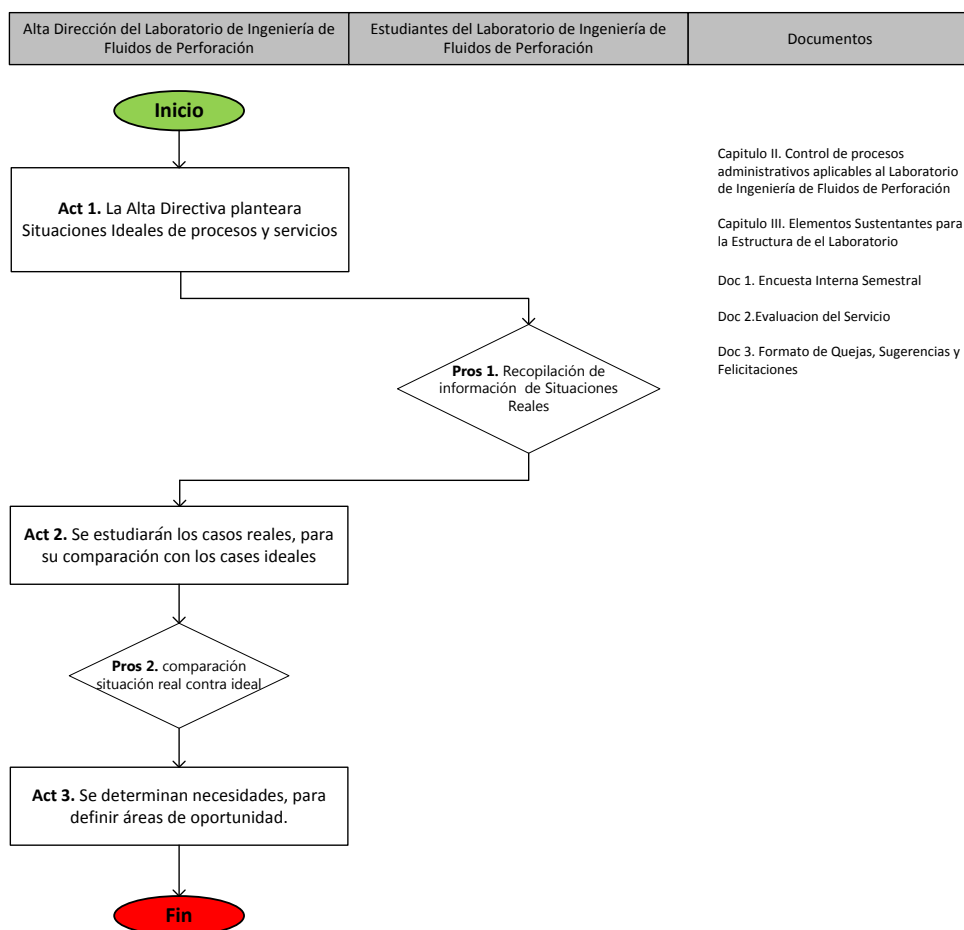 Alta Dirección del Laboratorio de Ingeniería de
Fluidos de Perforación
Estudiantes del Laboratorio de Ingeniería de
Fluidos de Perforación
Documentos
Inicio
Act 1. La Alta Directiva planteara
Situaciones Ideales de procesos y servicios
Capitulo II. Control de procesos
administrativos aplicables al Laboratorio
de Ingeniería de Fluidos de Perforación
Capitulo III. Elementos Sustentantes para
la Estructura de el Laboratorio
Doc 1. Encuesta Interna Semestral
Doc 2.Evaluacion del Servicio
Doc 3. Formato de Quejas, Sugerencias y
Felicitaciones
Pros 1. Recopilación de
información de Situaciones
Reales
Act 2. Se estudiarán los casos reales, para
su comparación con los cases ideales
Pros 2. comparación
situación real contra ideal
Act 3. Se determinan necesidades, para
definir áreas de oportunidad.
Fin